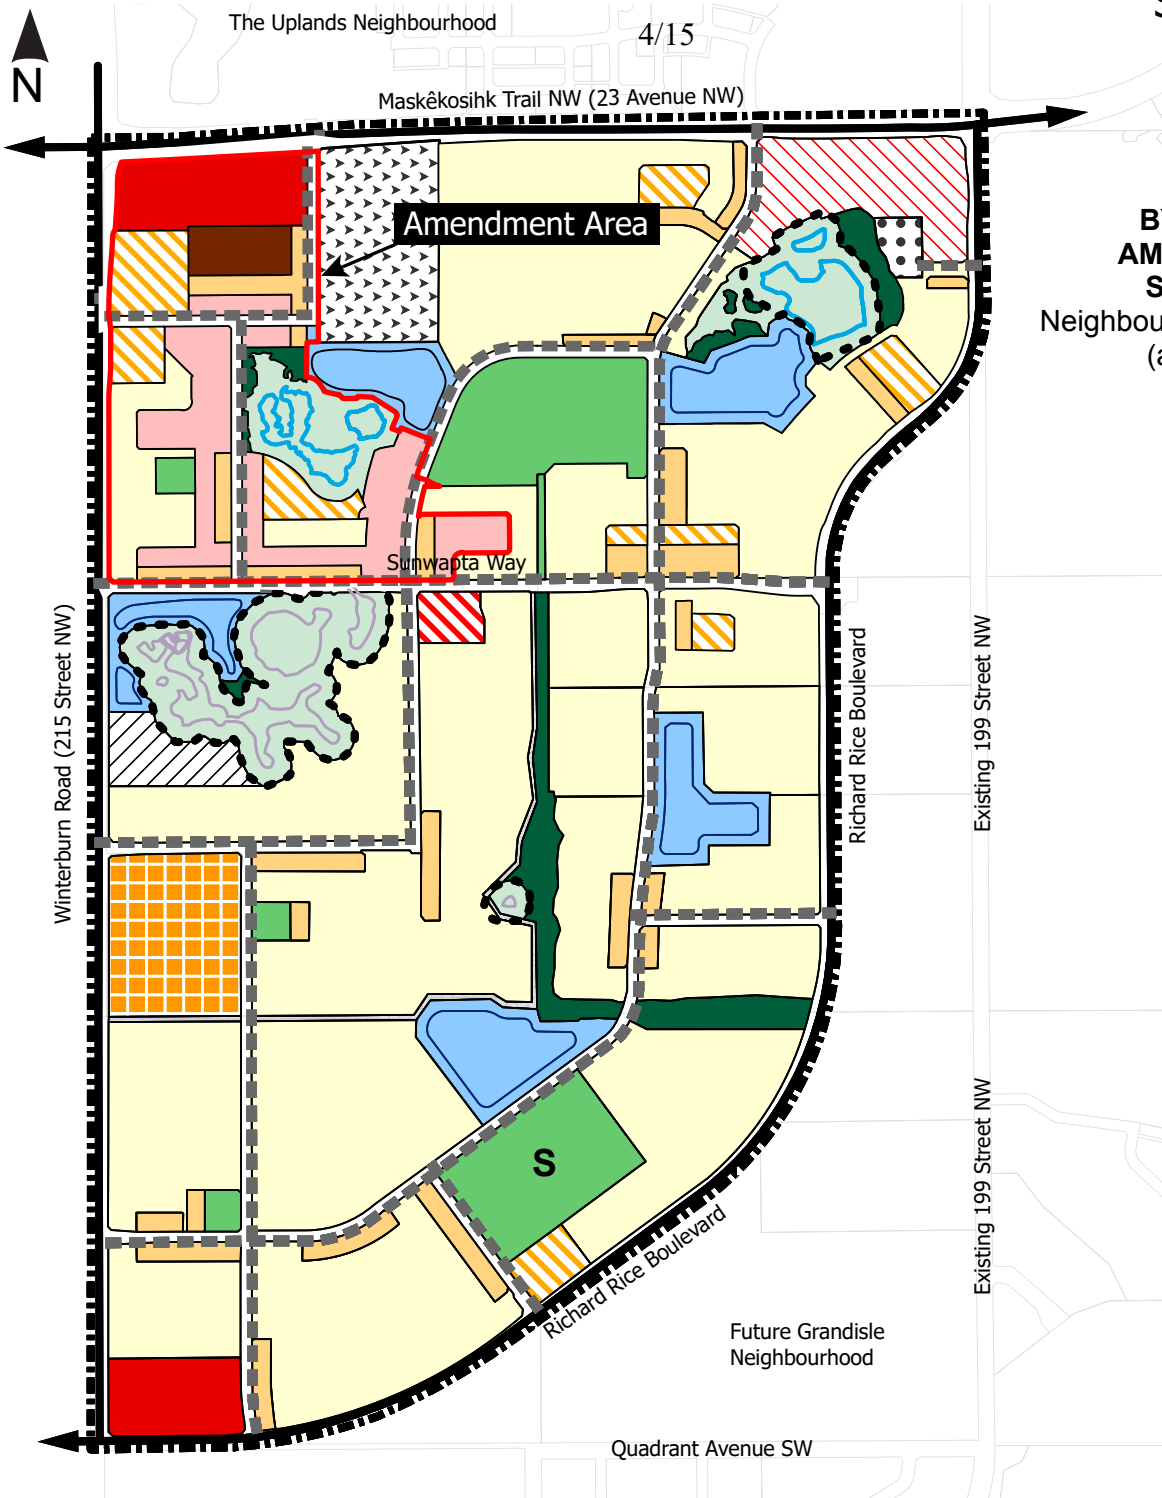 The Uplands Neighbourhood
4/15
N
Maskêkosihk Trail NW (23 Avenue NW)
Amendment Area
AM
Neighbou
(a
Sunwapta Way
Winterburn Road (215 Street NW)
Richard Rice Boulevard
Existing 199 Street NW
S
Existing 199 Street NW
Richard Rice Boulevard
Future Grandisle
Neighbourhood
Quadrant Avenue SW